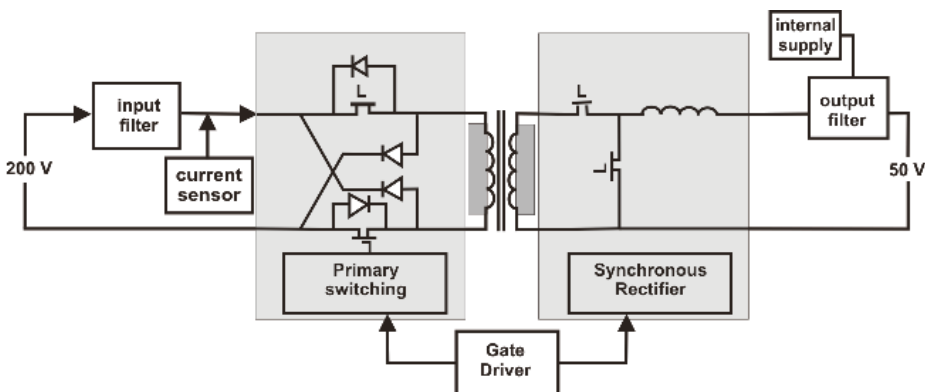 internal
supply
input
filter
output
filter
L
L
200 V
current
sensor
L
50 V
Primary
switching
Synchronous
Rectifier
Gate
Driver